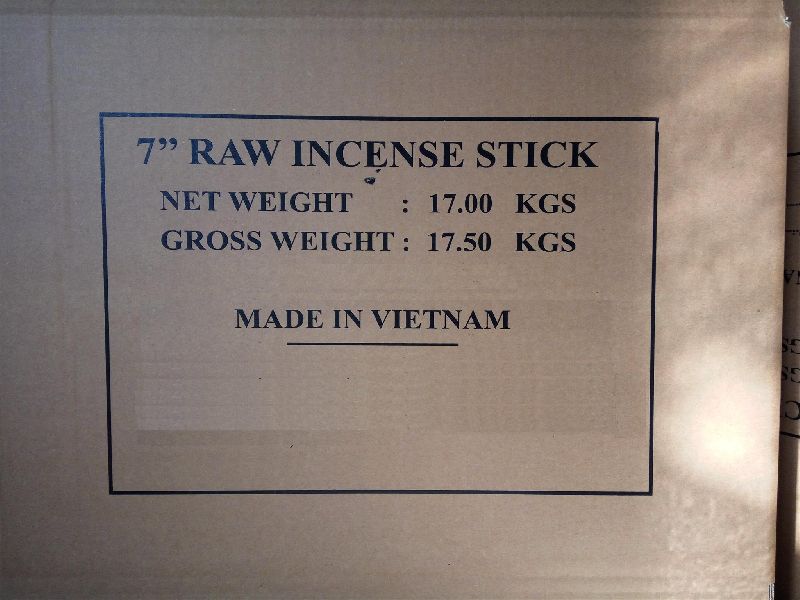 7” RAW INCENSE STICK
NET WEIGHT : 17.00 KGS
GROSS WEIGHT : 17.50 KGS
MADE IN VIETNAM